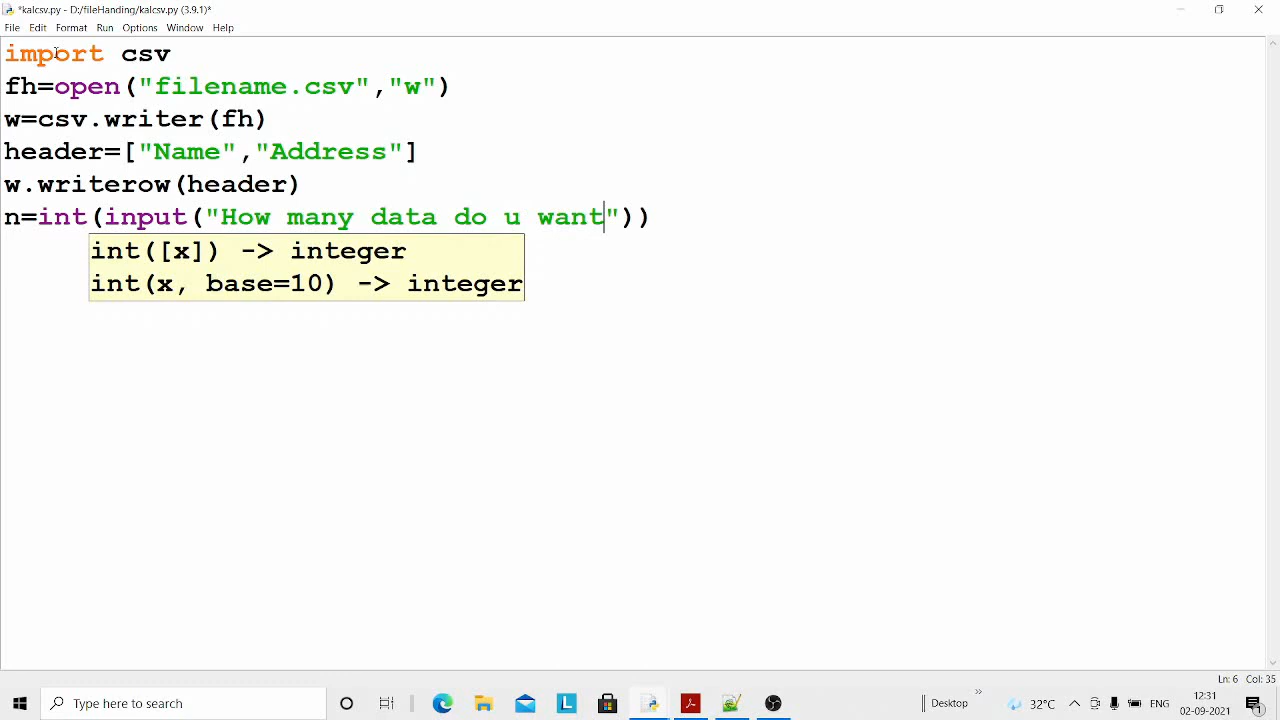 *kalcsv.py - D:/fileHanding/kalcsv.py (3.9.1)*
File Edit Format Run Options Window Help
import csv
fh=open("filename.csv","w")
w=csv.writer(fh)
header=["Name","Address"]
w.writerow(header)
n=int(input("How many data do u want"))
int([x]) -> integer
int(x, base=10) -> integer
Ln: 6 Col: 35
Type here to search
L
Desktop
32°C
ENG
12:31
02-09-2021
1